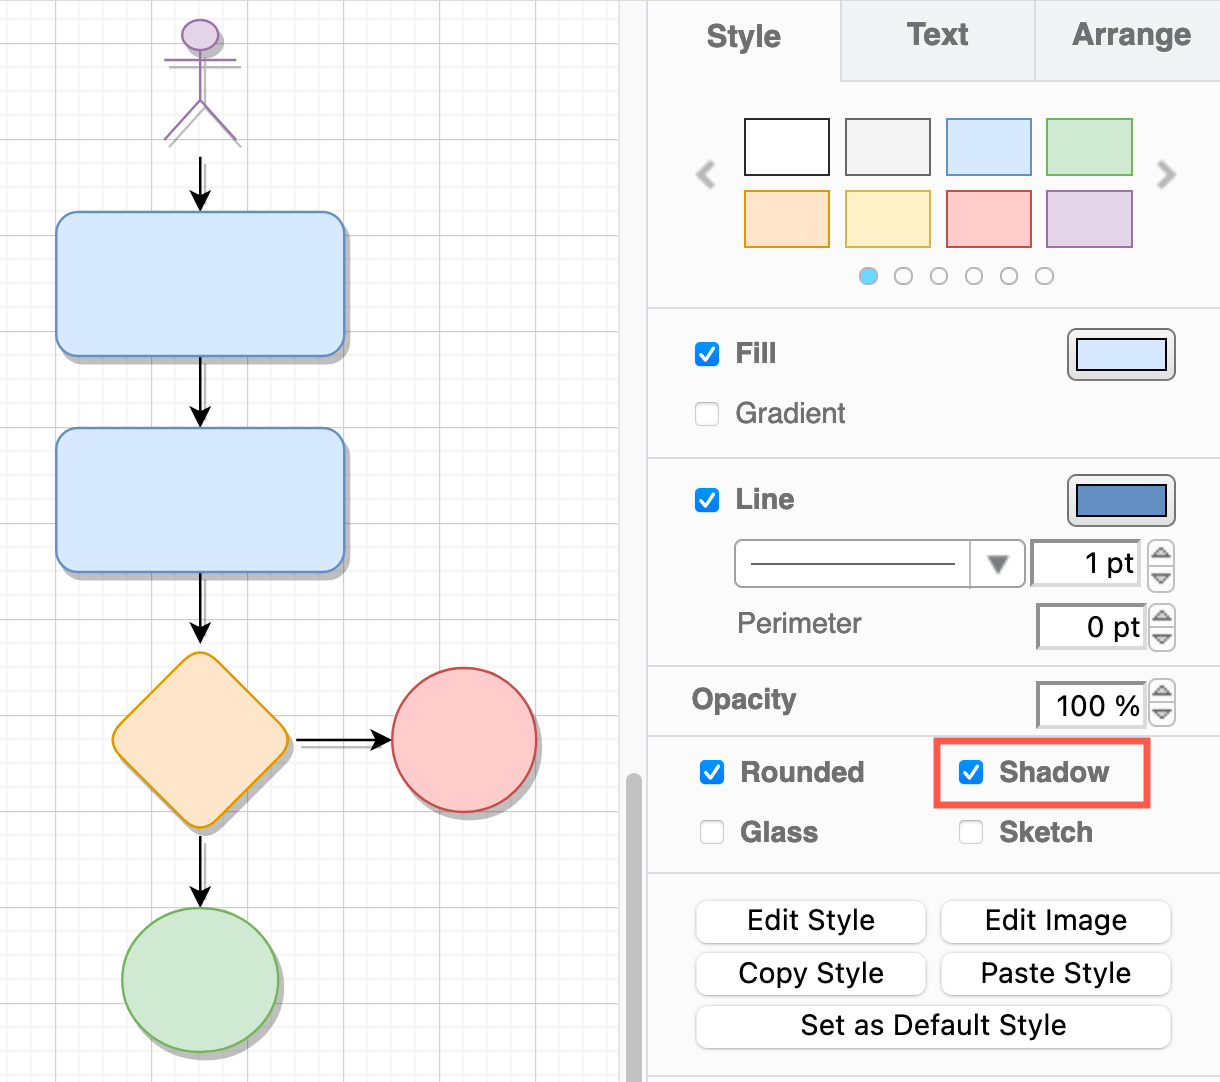 Style Text Arrange
Fill
Gradient
Line
1 pt
Perimeter 0 pt
Opacity 100 %
Rounded Shadow
Glass Sketch
Edit Style Edit Image
Copy Style Paste Style
Set as Default Style